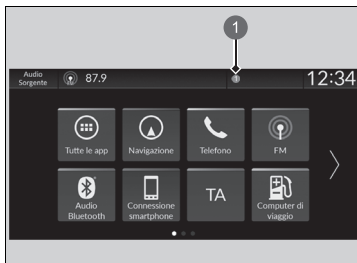 1
Audio
Sorgente
87.9
12:34
Tutte le app
Navigazione
Telefono
FM
Audio
Bluetooth
Connessione
smartphone
TA
Computer di
viaggio